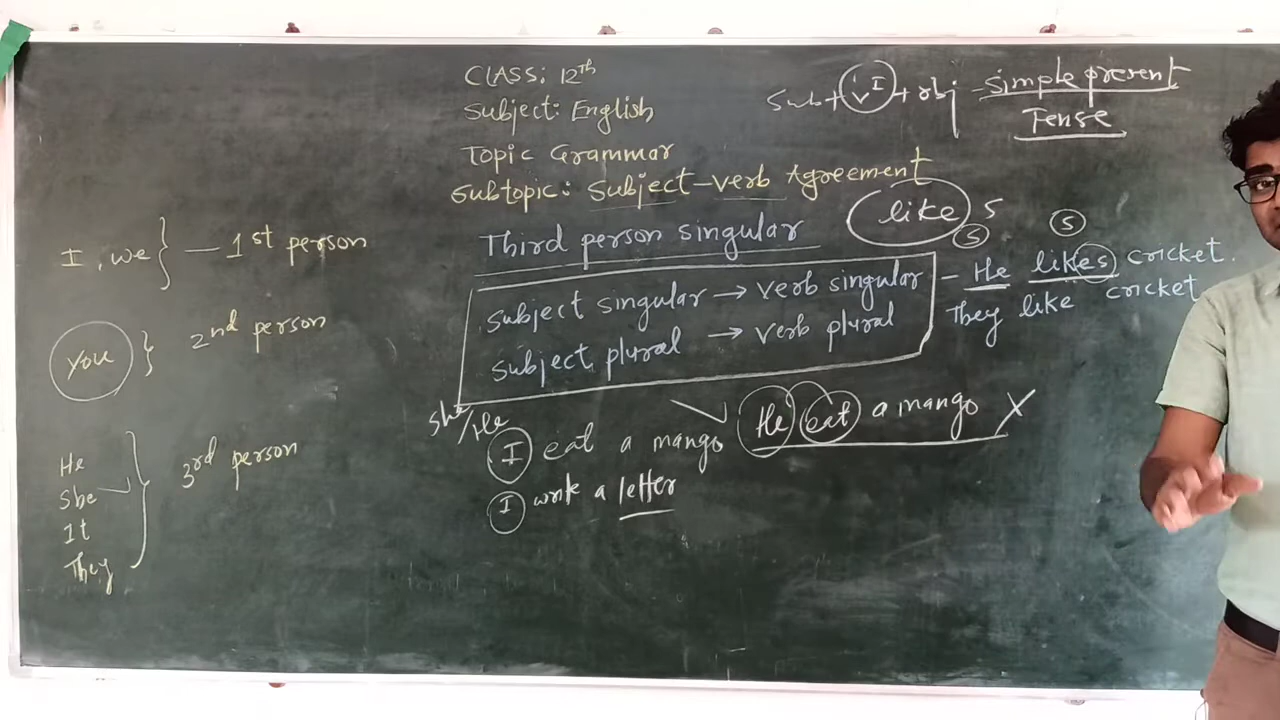 CLASS: 12th
Subject: English
Topic Grammar
Subtopic: Subject-verb Agreement
Sub + v I + obj - simple present
Tense
Third person singular
like s
s
s
subject singular → verb singular
subject plural → verb plural
- He likes cricket.
They like cricket
I, we } — 1st person
You } 2nd person
He
She
It
They
} 3rd person
She/He
I eat a mango
He eat a mango X
I write a letter